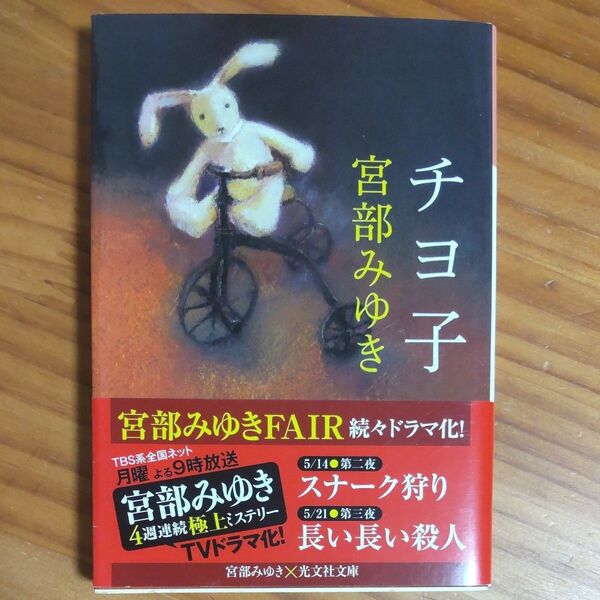 チヨ子
宮部みゆき
宮部みゆきFAIR 続々ドラマ化!
TBS系全国ネット
月曜 よる9時放送
宮部みゆき
4週連続 極上ミステリー
TVドラマ化!
5/14●第二夜
スナーク狩り
5/21●第三夜
長い長い殺人
宮部みゆき×光文社文庫